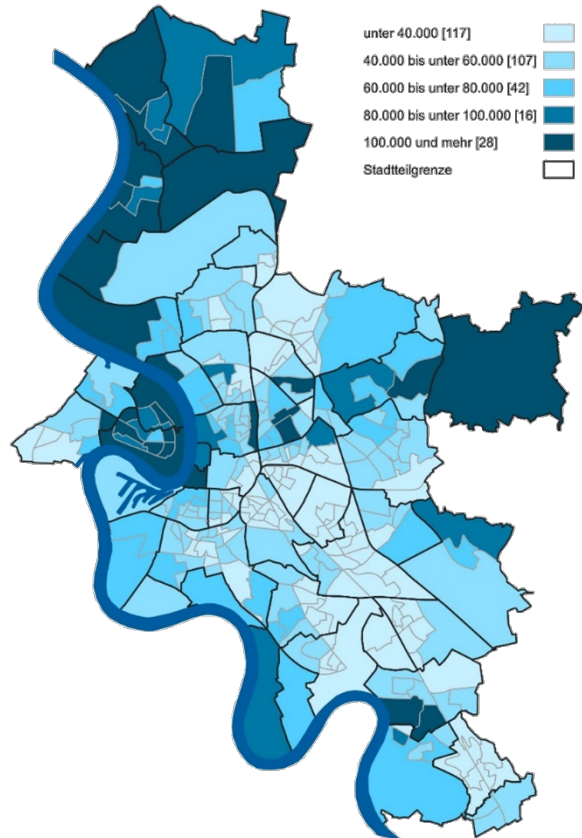 unter 40.000 [117]
40.000 bis unter 60.000 [107]
60.000 bis unter 80.000 [42]
80.000 bis unter 100.000 [16]
100.000 und mehr [28]
Stadtteilgrenze